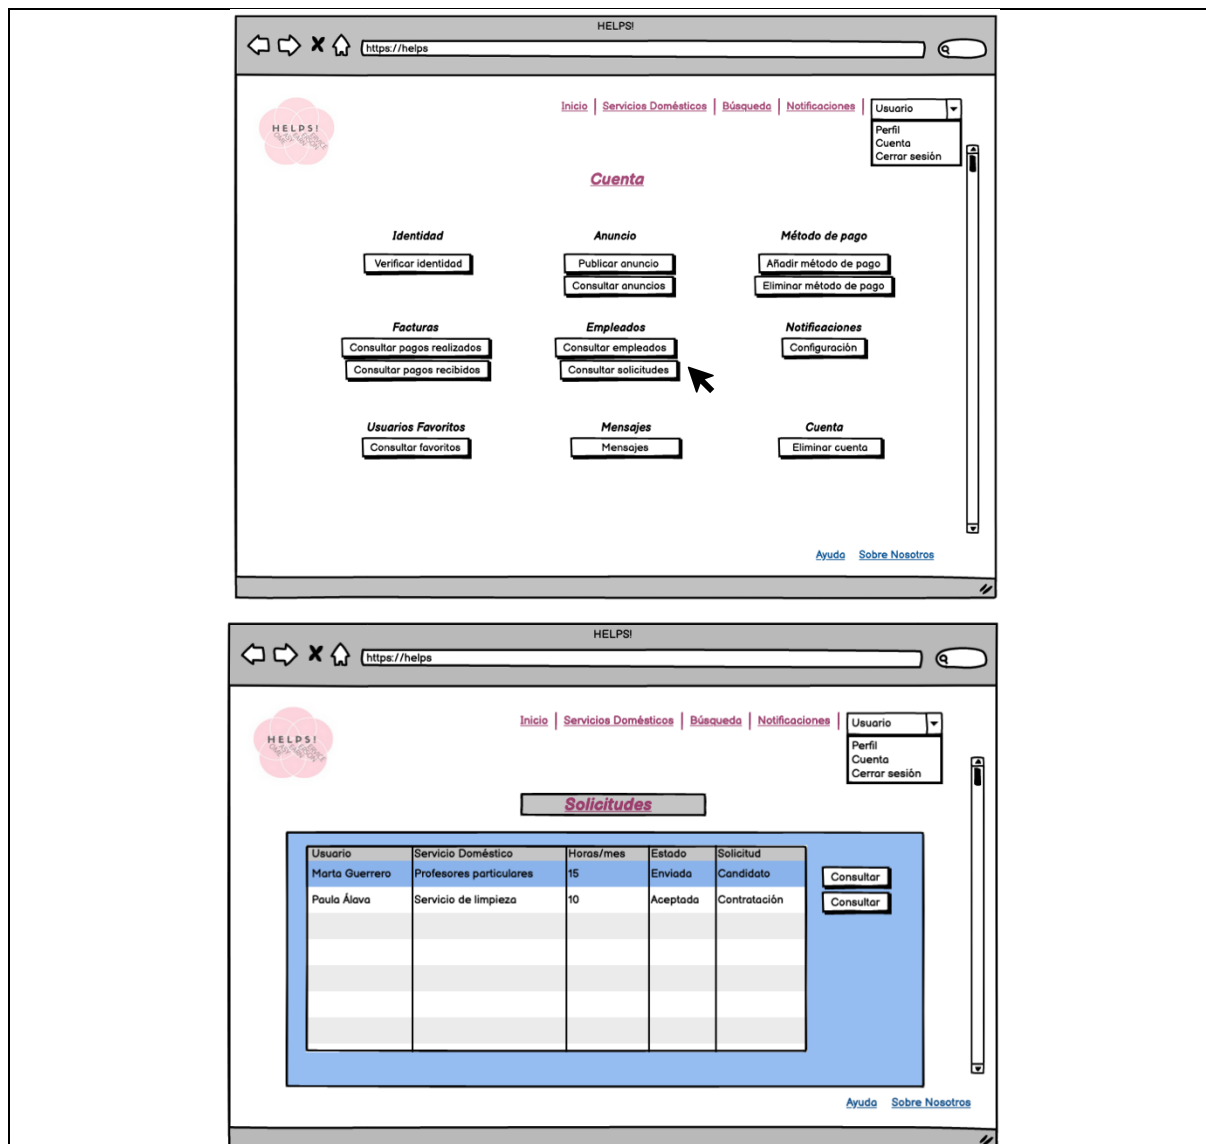 HELPS!
https://helps
Inicio Servicios Domésticos Búsqueda Notificaciones Usuario
Perfil
Cuenta
Cerrar sesión
HELPS!
Cuenta
Identidad Anuncio Método de pago
Verificar identidad Publicar anuncio Añadir método de pago
Consultar anuncios Eliminar método de pago
Facturas Empleados Notificaciones
Consultar pagos realizados Consultar empleados Configuración
Consultar pagos recibidos Consultar solicitudes
Usuarios Favoritos Mensajes Cuenta
Consultar favoritos Mensajes Eliminar cuenta
Ayuda Sobre Nosotros
HELPS!
https://helps
Inicio Servicios Domésticos Búsqueda Notificaciones Usuario
Perfil
Cuenta
Cerrar sesión
HELPS!
Solicitudes
Usuario Servicio Doméstico Horas/mes Estado Solicitud
Marta Guerrero Profesores particulares 15 Enviada Candidato Consultar
Paula Álava Servicio de limpieza 10 Aceptada Contratación Consultar
Ayuda Sobre Nosotros